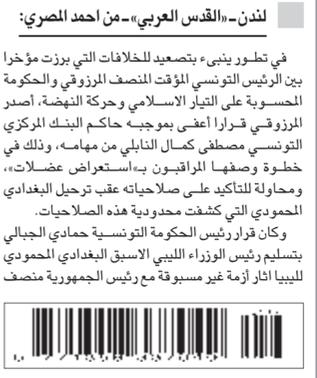 لندن ـ «القدس العربي» ـ من احمد المصري:
في تطور ينبىء بتصعيد للخلافات التي برزت مؤخرا
بين الرئيس التونسي المؤقت المنصف المرزوقي والحكومة
المحسوبة على التيار الاسلامي وحركة النهضة، أصدر
المرزوقي قرارا أعفى بموجبه حاكم البنك المركزي
التونسي مصطفى كمال النابلي من مهامه، وذلك في
خطوة وصفها المراقبون بـ«استعراض عضلات»،
ومحاولة للتأكيد على صلاحياته عقب ترحيل البغدادي
المحمودي التي كشفت محدودية هذه الصلاحيات.
وكان قرار رئيس الحكومة التونسية حمادي الجبالي
بتسليم رئيس الوزراء الليبي الاسبق البغدادي المحمودي
لليبيا اثار أزمة غير مسبوقة مع رئيس الجمهورية منصف